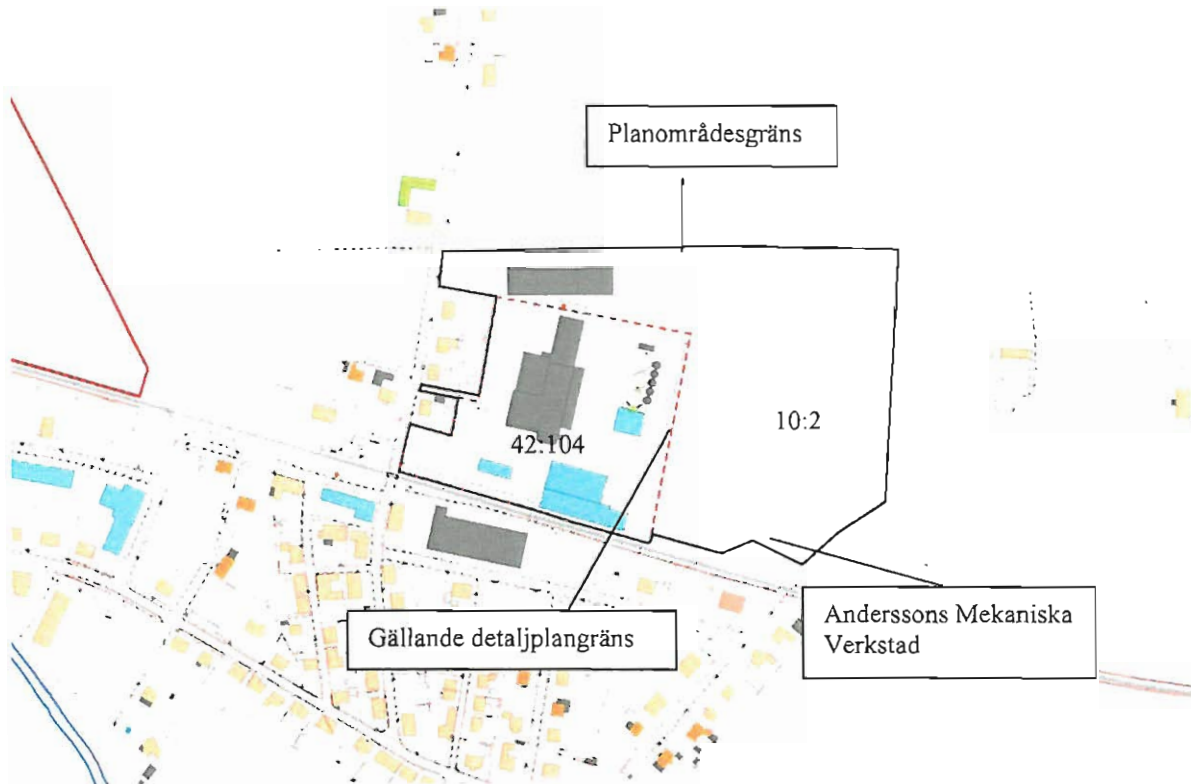 Planområdesgräns
10:2
42:104
Gällande detaljplangräns
Anderssons Mekaniska
Verkstad